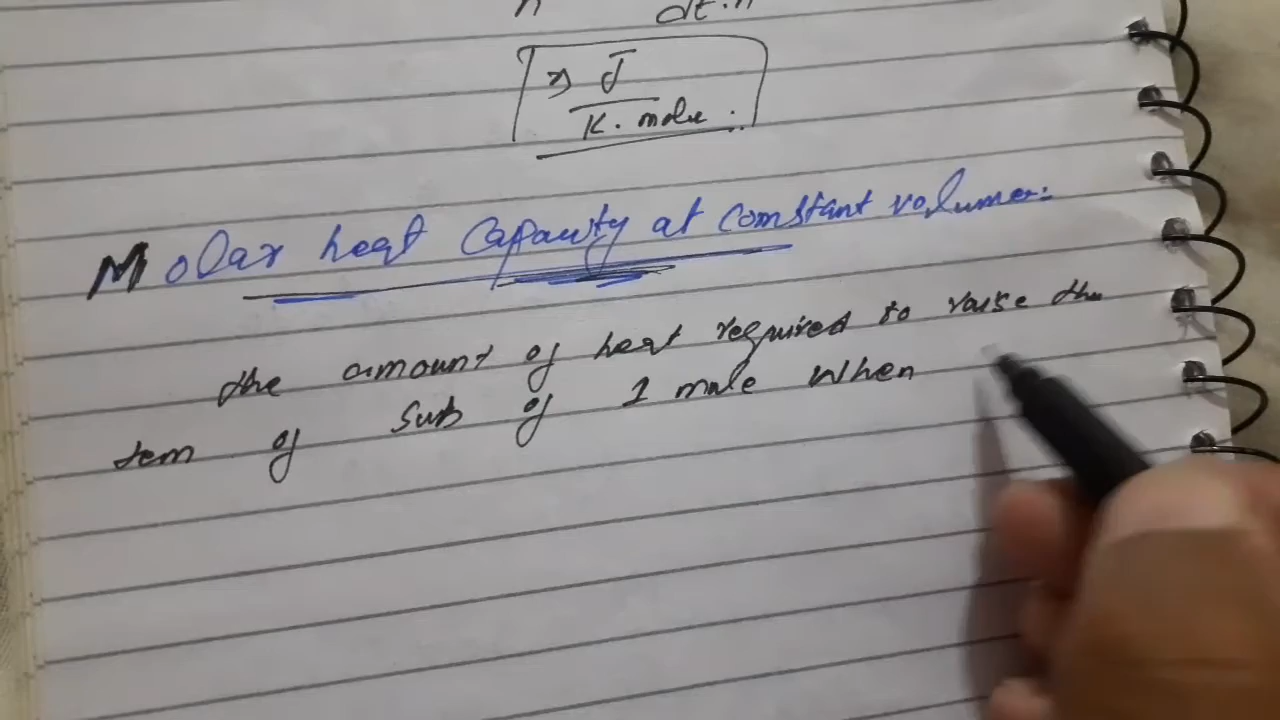 n dt.n
⇒ J
K. mole.
Molar heat Capacity at constant volume:
the amount of heat required to raise the
tem of Sub of 1 mole When